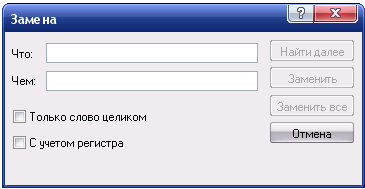 Замена
Что:
Найти далее
Чем:
Заменить
Заменить все
Только слово целиком
Отмена
С учетом регистра